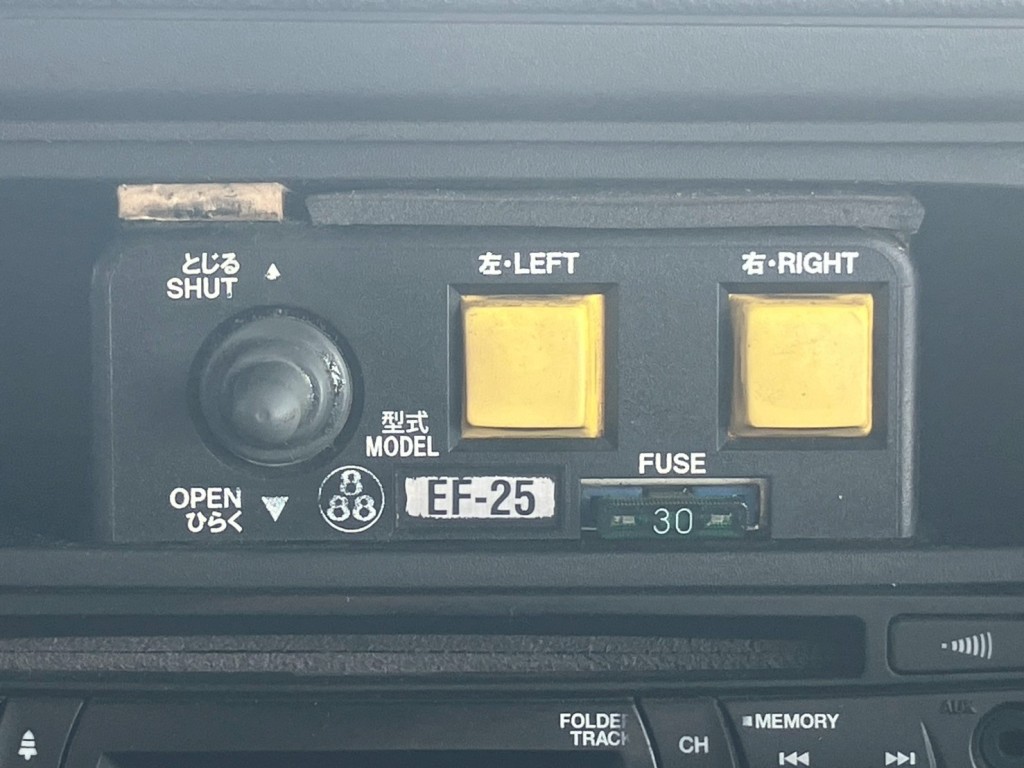 とじる
SHUT
左・LEFT
右・RIGHT
型式
MODEL
FUSE
OPEN
ひらく
8
88
EF-25
30
FOLDER
TRACK
CH
MEMORY
AUX